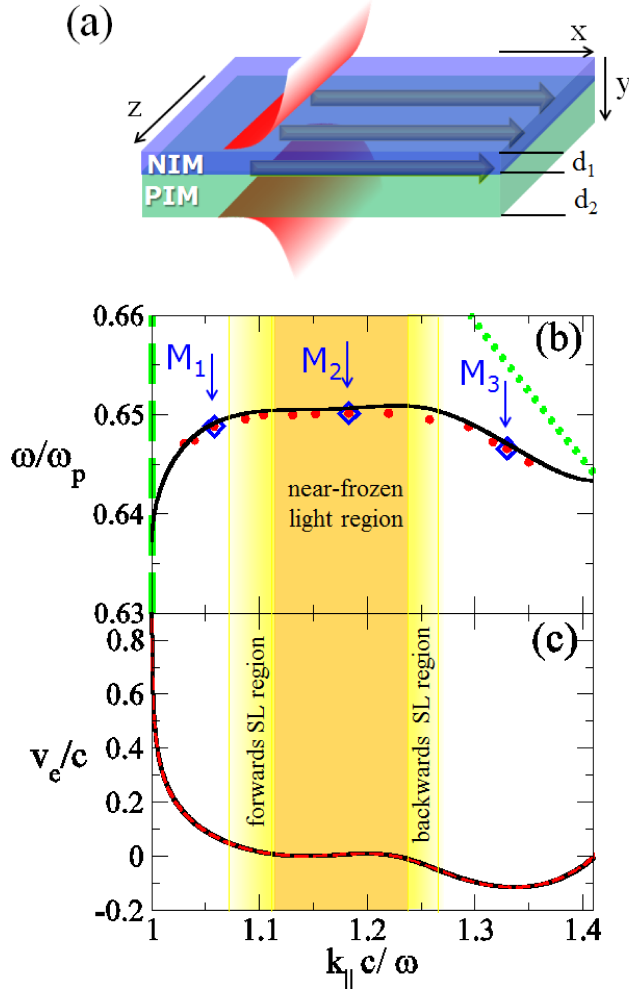 (a)
x
y
z
NIM
PIM
d₁
d₂
(b)
0.66
0.65
0.64
0.63
ω/ωₚ
M₁
M₂
M₃
near-frozen
light region
(c)
0.8
0.6
0.4
0.2
0
-0.2
vₑ/c
forwards SL region
backwards SL region
1
1.1
1.2
1.3
1.4
k∥ c/ω